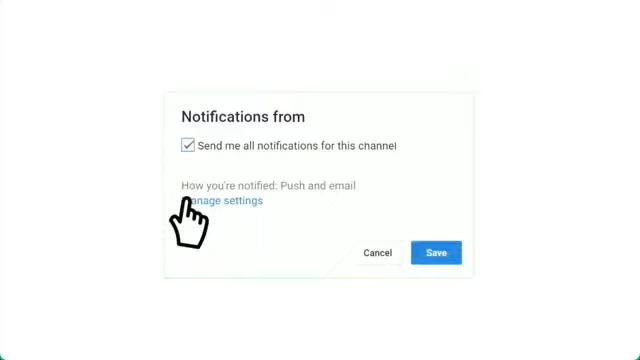 Notifications from
Send me all notifications for this channel
How you're notified: Push and email
anage settings
Cancel
Save